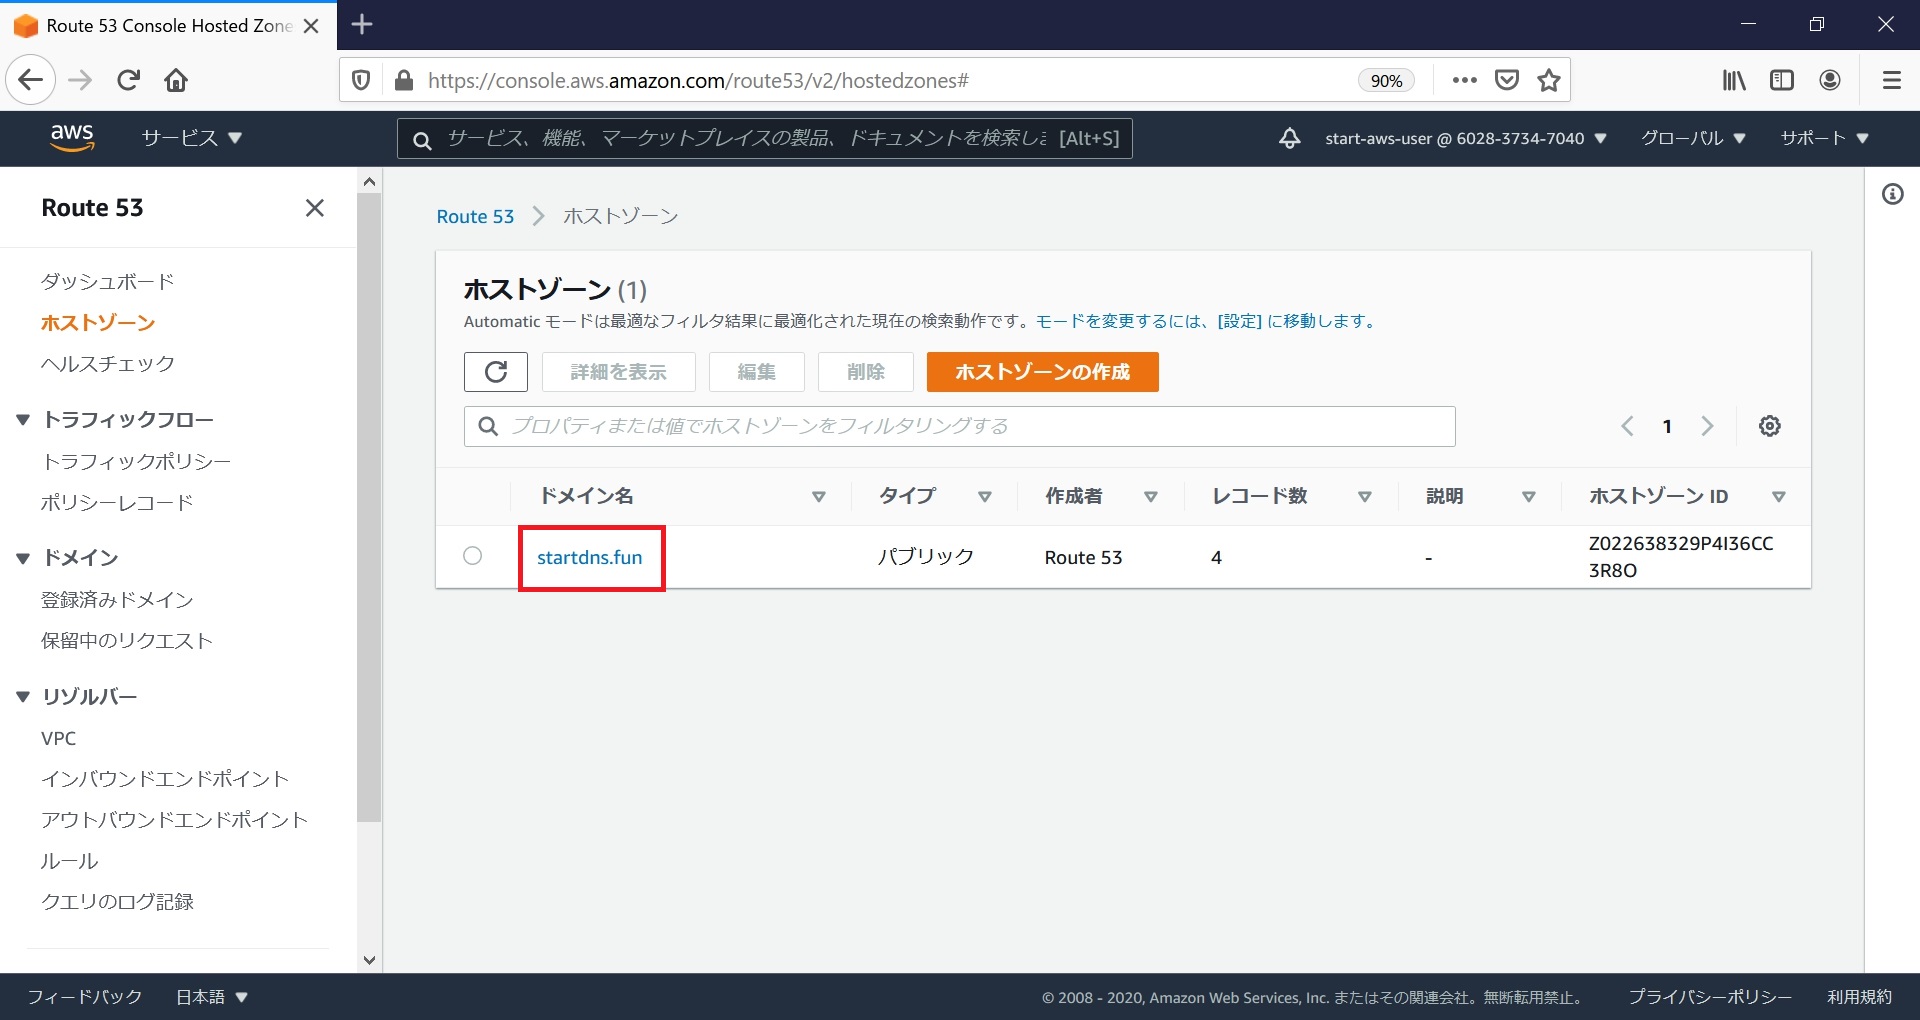 Route 53 Console Hosted Zone
https://console.aws.amazon.com/route53/v2/hostedzones#
90%
aws
サービス
サービス、機能、マーケットプレイスの製品、ドキュメントを検索しま
[Alt+S]
start-aws-user @ 6028-3734-7040
グローバル
サポート
Route 53
ダッシュボード
ホストゾーン
ヘルスチェック
トラフィックフロー
トラフィックポリシー
ポリシーレコード
ドメイン
登録済みドメイン
保留中のリクエスト
リゾルバー
VPC
インバウンドエンドポイント
アウトバウンドエンドポイント
ルール
クエリのログ記録
Route 53 ホストゾーン
ホストゾーン (1)
Automatic モードは最適なフィルタ結果に最適化された現在の検索動作です。モードを変更するには、[設定] に移動します。
詳細を表示 編集 削除 ホストゾーンの作成
プロパティまたは値でホストゾーンをフィルタリングする
1
ドメイン名 タイプ 作成者 レコード数 説明 ホストゾーン ID
startdns.fun パブリック Route 53 4 - Z022638329P4I36CC
3R8O
フィードバック 日本語 © 2008 - 2020, Amazon Web Services, Inc. またはその関連会社。無断転用禁止。 プライバシーポリシー 利用規約